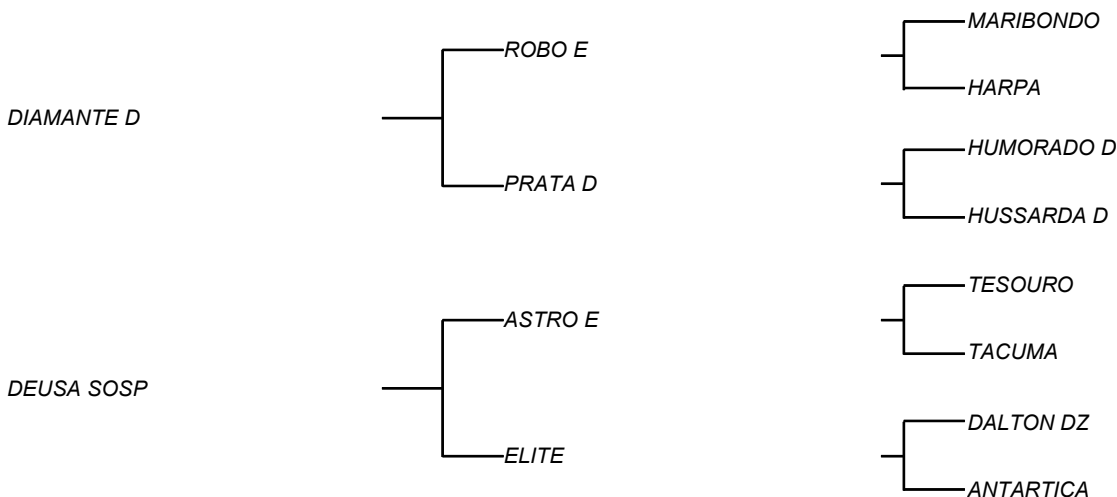 MARIBONDO
ROBO E
HARPA
DIAMANTE D
HUMORADO D
PRATA D
HUSSARDA D
TESOURO
ASTRO E
TACUMA
DEUSA SOSP
DALTON DZ
ELITE
ANTARTICA